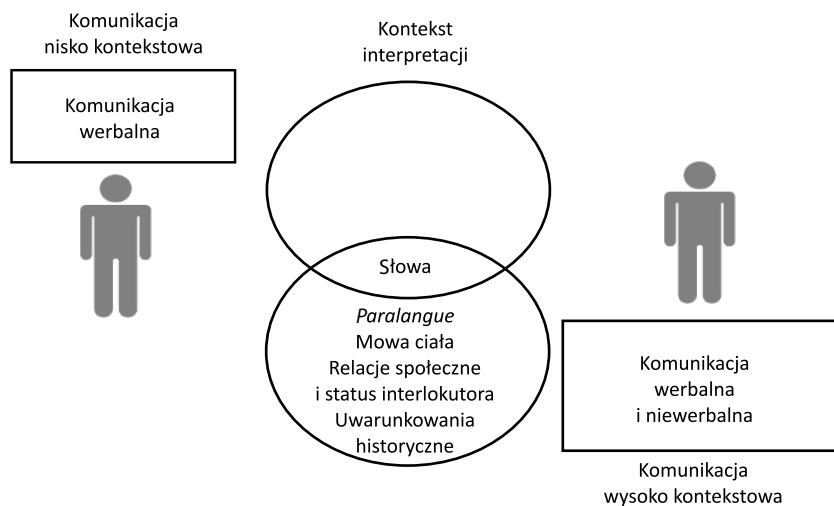 Komunikacja
nisko kontekstowa
Komunikacja
werbalna
Kontekst
interpretacji
Słowa
Paralangue
Mowa ciała
Relacje społeczne
i status interlokutora
Uwarunkowania
historyczne
Komunikacja
werbalna
i niewerbalna
Komunikacja
wysoko kontekstowa